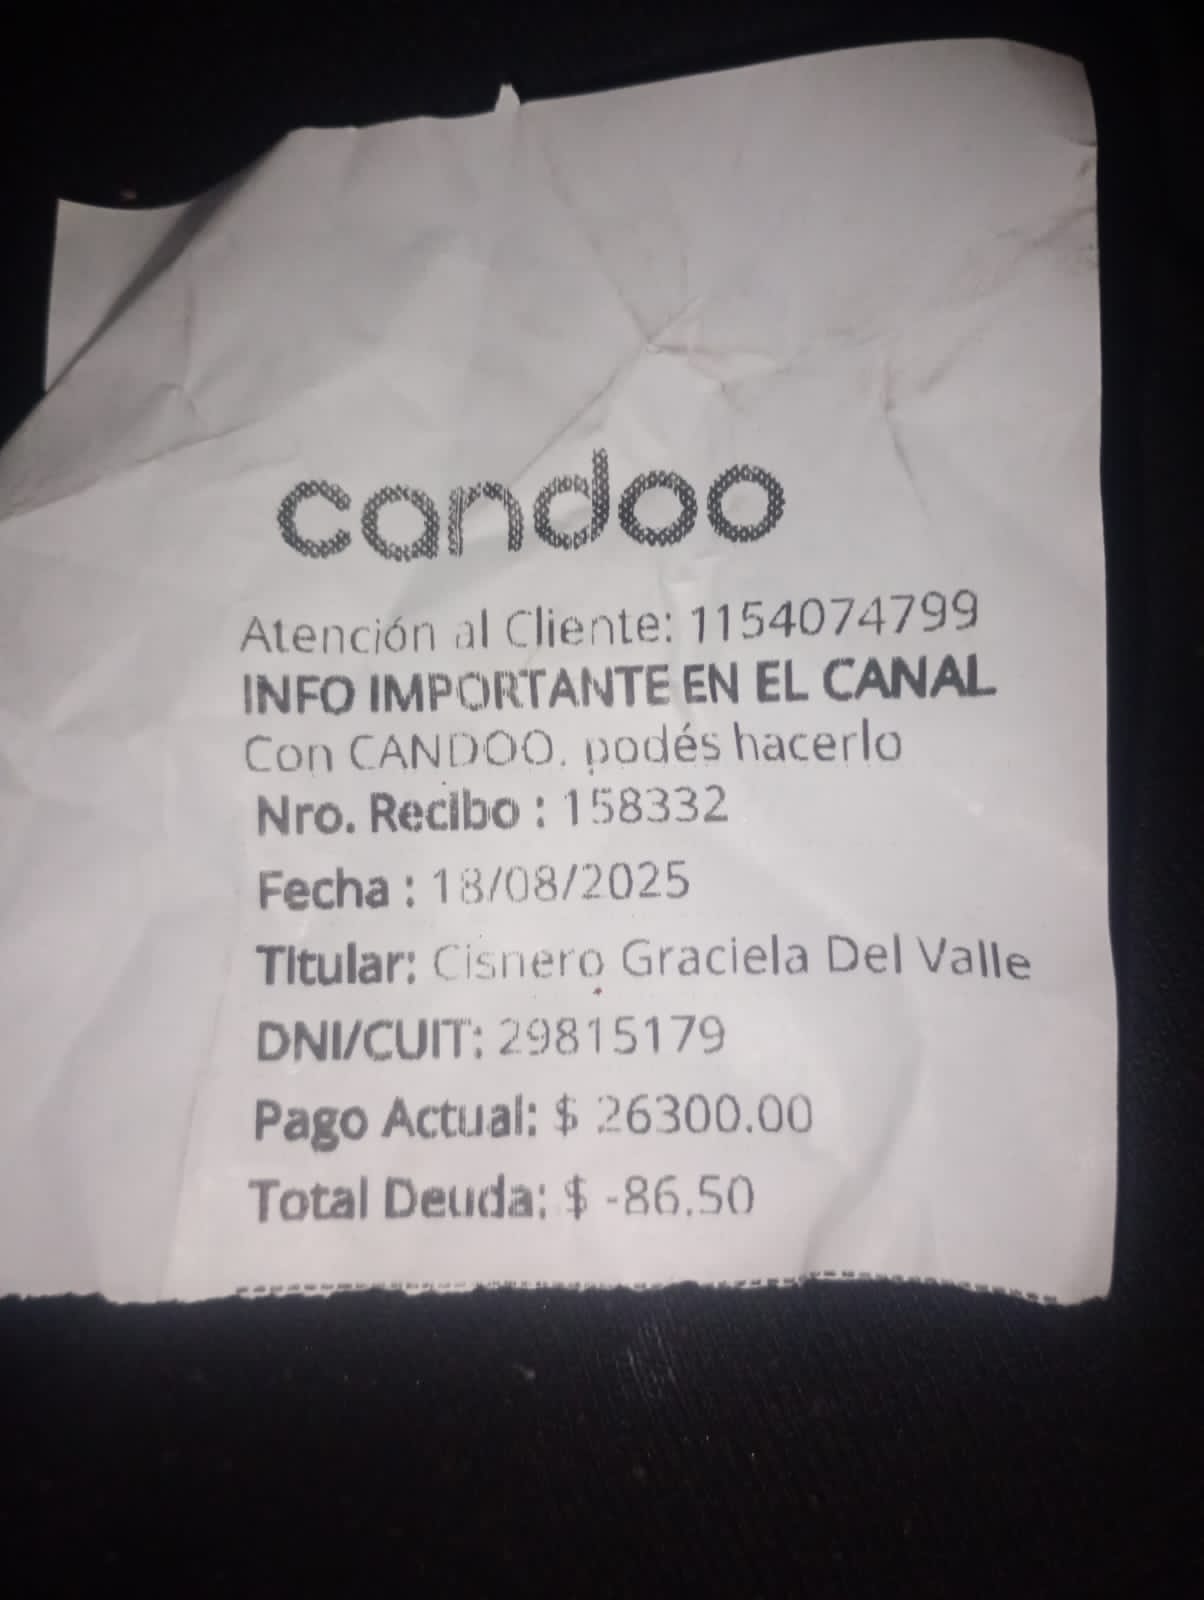 candoo
Atención al Cliente: 1154074799
INFO IMPORTANTE EN EL CANAL
Con CANDOO, podés hacerlo
Nro. Recibo : 158332
Fecha : 18/08/2025
Titular: Cisnero Graciela Del Valle
DNI/CUIT: 29815179
Pago Actual: $ 26300.00
Total Deuda: $ -86.50